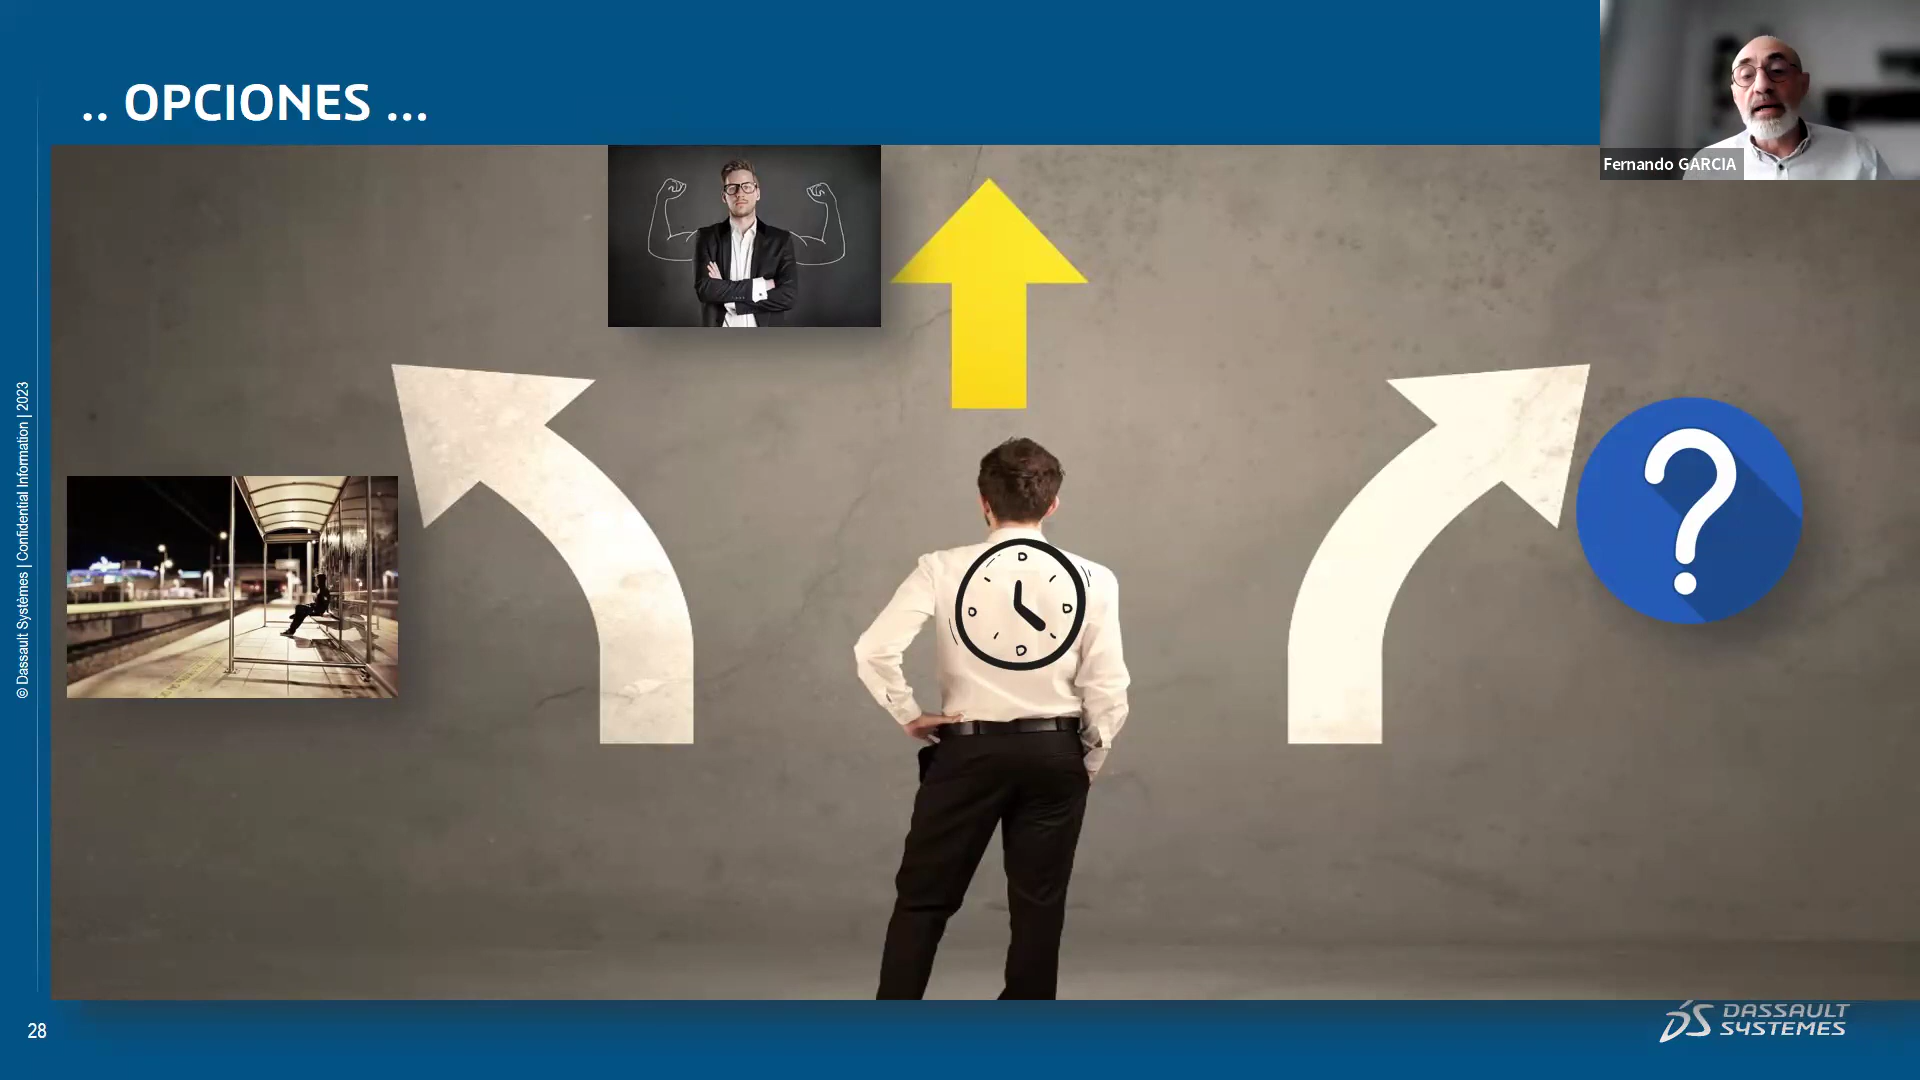 .. OPCIONES ...
Fernando GARCIA
© Dassault Systèmes | Confidential Information | 2023
?
28
DASSAULT
SYSTEMES